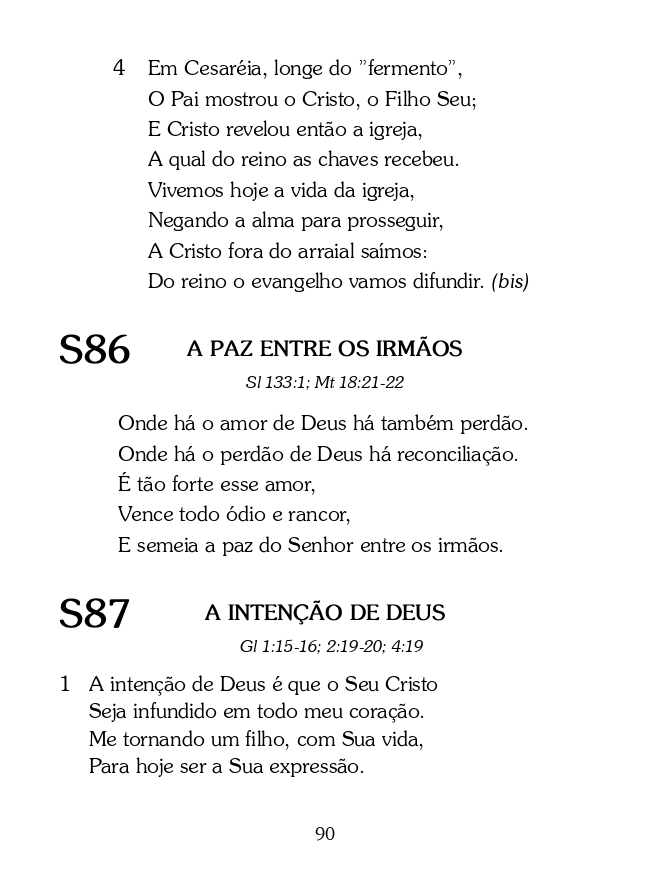 4 Em Cesaréia, longe do ”fermento”,
O Pai mostrou o Cristo, o Filho Seu;
E Cristo revelou então a igreja,
A qual do reino as chaves recebeu.
Vivemos hoje a vida da igreja,
Negando a alma para prosseguir,
A Cristo fora do arraial saímos:
Do reino o evangelho vamos difundir. (bis)
S86 A PAZ ENTRE OS IRMÃOS
Sl 133:1; Mt 18:21-22
Onde há o amor de Deus há também perdão.
Onde há o perdão de Deus há reconciliação.
É tão forte esse amor,
Vence todo ódio e rancor,
E semeia a paz do Senhor entre os irmãos.
S87 A INTENÇÃO DE DEUS
Gl 1:15-16; 2:19-20; 4:19
1 A intenção de Deus é que o Seu Cristo
Seja infundido em todo meu coração.
Me tornando um filho, com Sua vida,
Para hoje ser a Sua expressão.
90